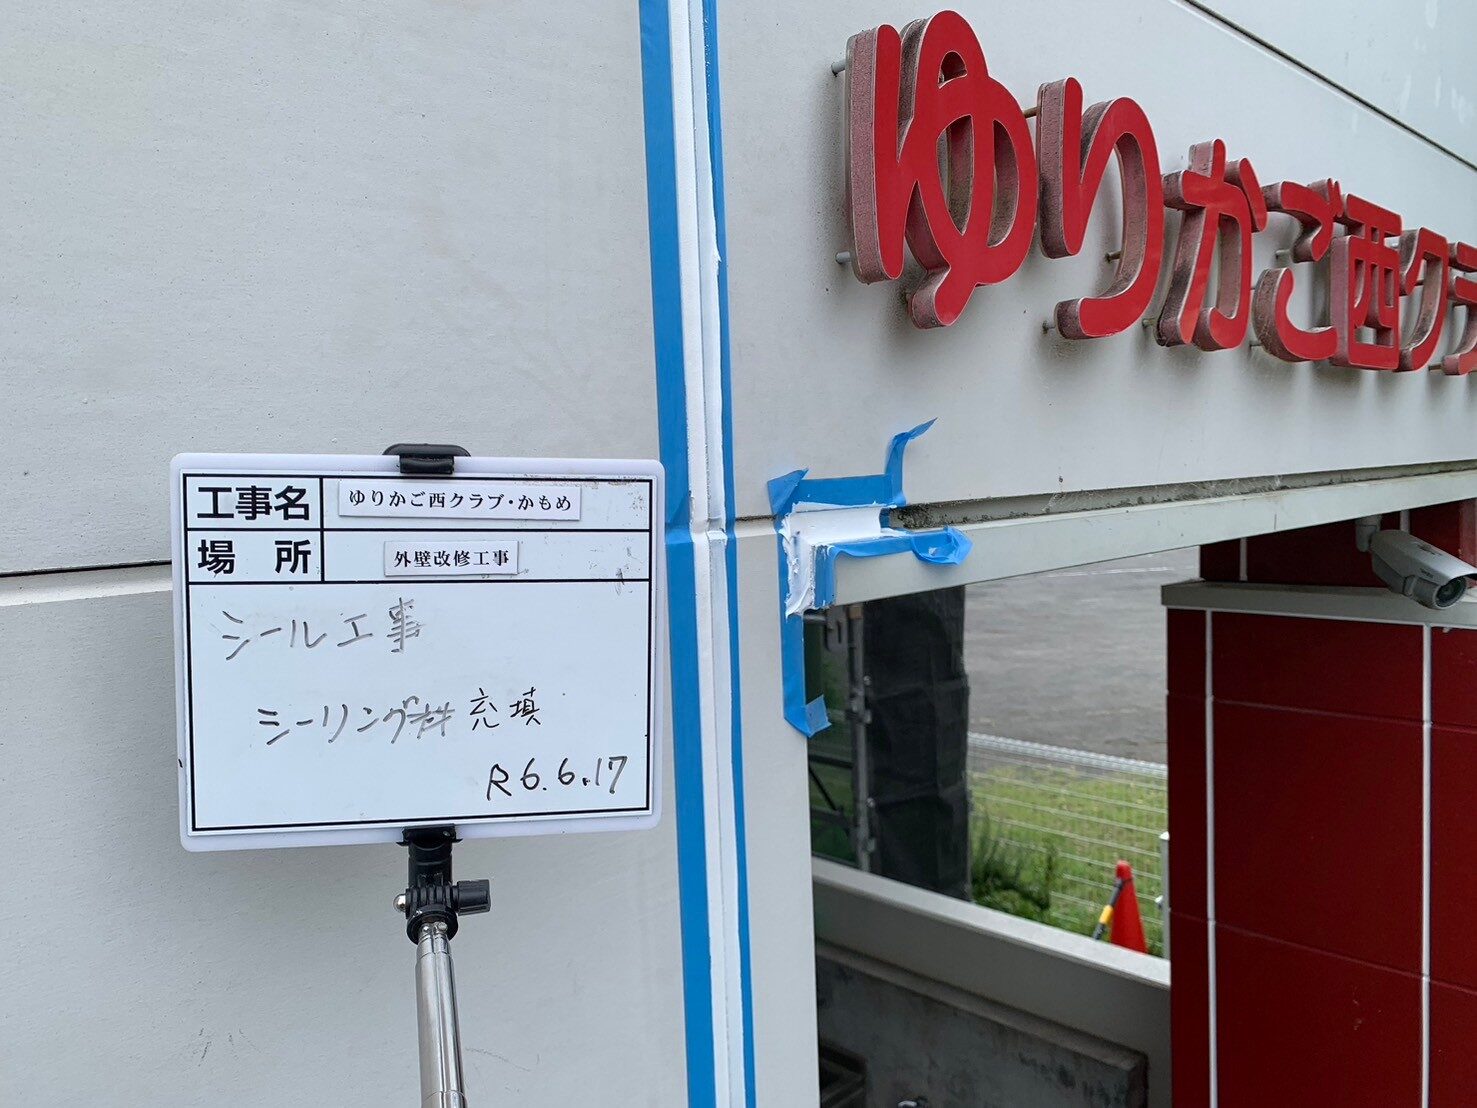 ゆりかご西クラ
工事名 ゆりかご西クラブ・かもめ
場所 外壁改修工事
シール工事
シーリング材充填
R6.6.17